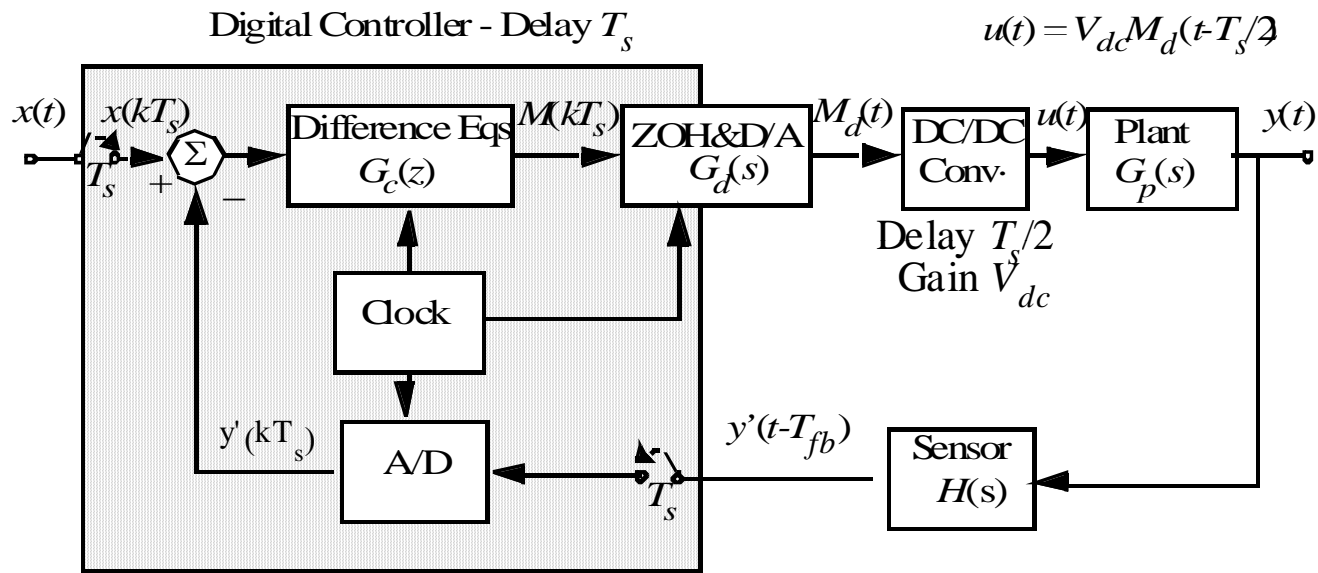 Digital Controller - Delay T_s
u(t) = V_dc M_d(t-T_s/2)
x(t)
x(kT_s)
T_s
Σ
+
−
Difference Eqs
G_c(z)
M(kT_s)
ZOH&D/A
G_d(s)
M_d(t)
DC/DC
Conv.
u(t)
Plant
G_p(s)
y(t)
Delay T_s/2
Gain V_dc
Clock
y'(kT_s)
A/D
T_s
y'(t-T_fb)
Sensor
H(s)